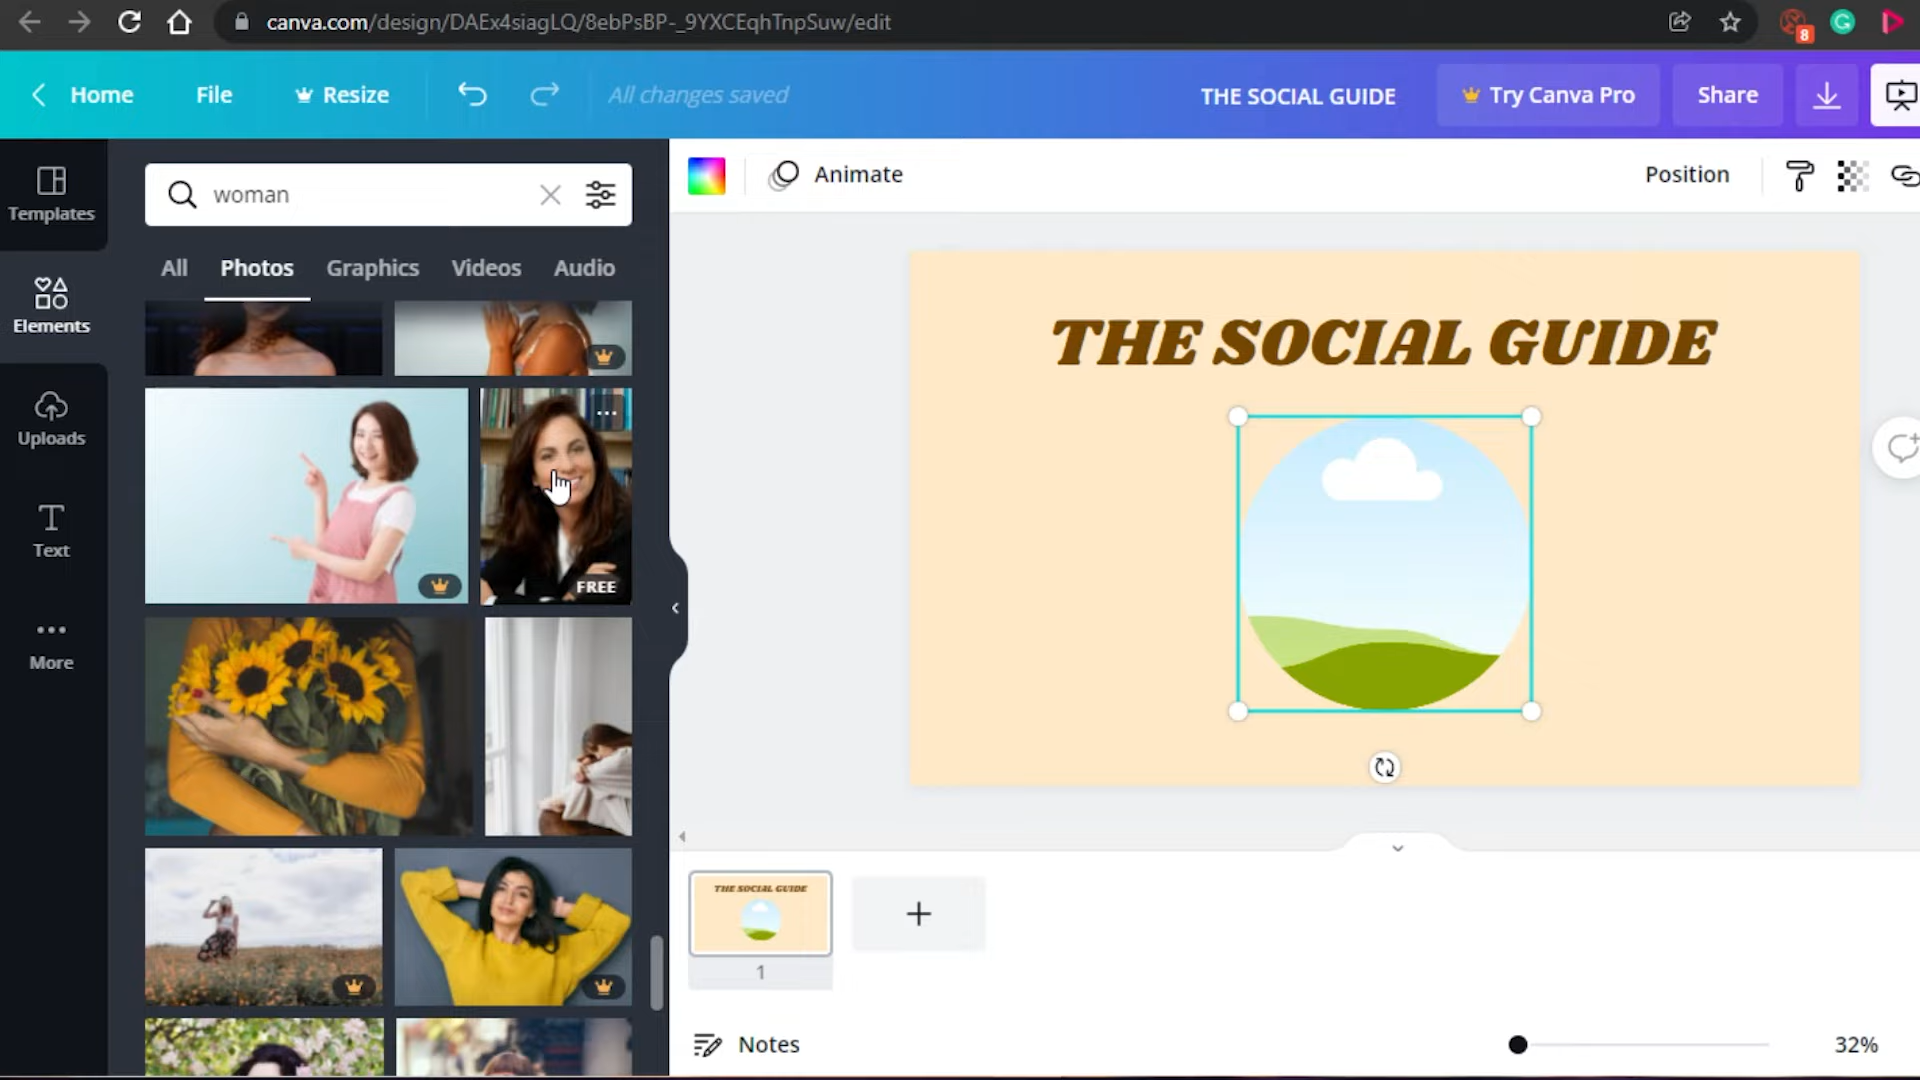 canva.com/design/DAEx4siagLQ/8ebPsBP-_9YXCEqhTnpSuw/edit
8
Home File Resize All changes saved THE SOCIAL GUIDE Try Canva Pro Share
Templates
Elements
Uploads
Text
More
woman
All Photos Graphics Videos Audio
FREE
Animate Position
THE SOCIAL GUIDE
THE SOCIAL GUIDE
1
Notes 32%